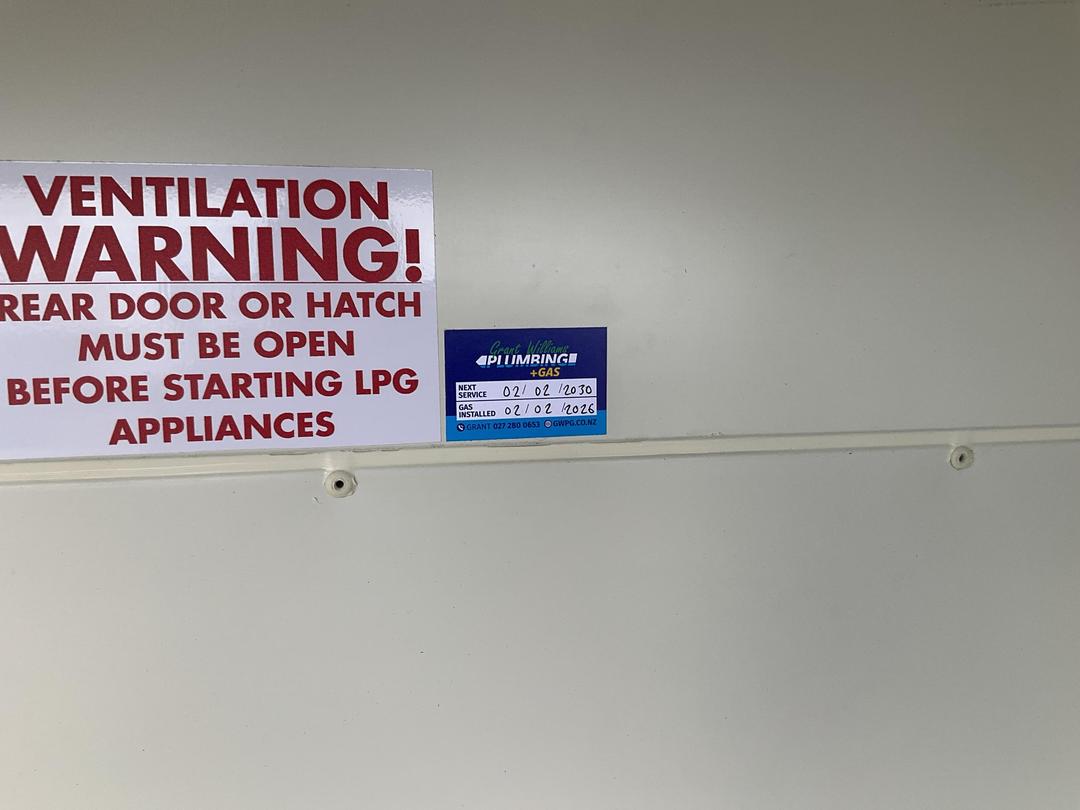 VENTILATION
WARNING!
REAR DOOR OR HATCH
MUST BE OPEN
BEFORE STARTING LPG
APPLIANCES
Grant Williams
PLUMBING
+GAS
NEXT SERVICE 02/ 02 /2030
GAS INSTALLED 02/ 02 /2026
GRANT 027 280 0653 GWPG.CO.NZ